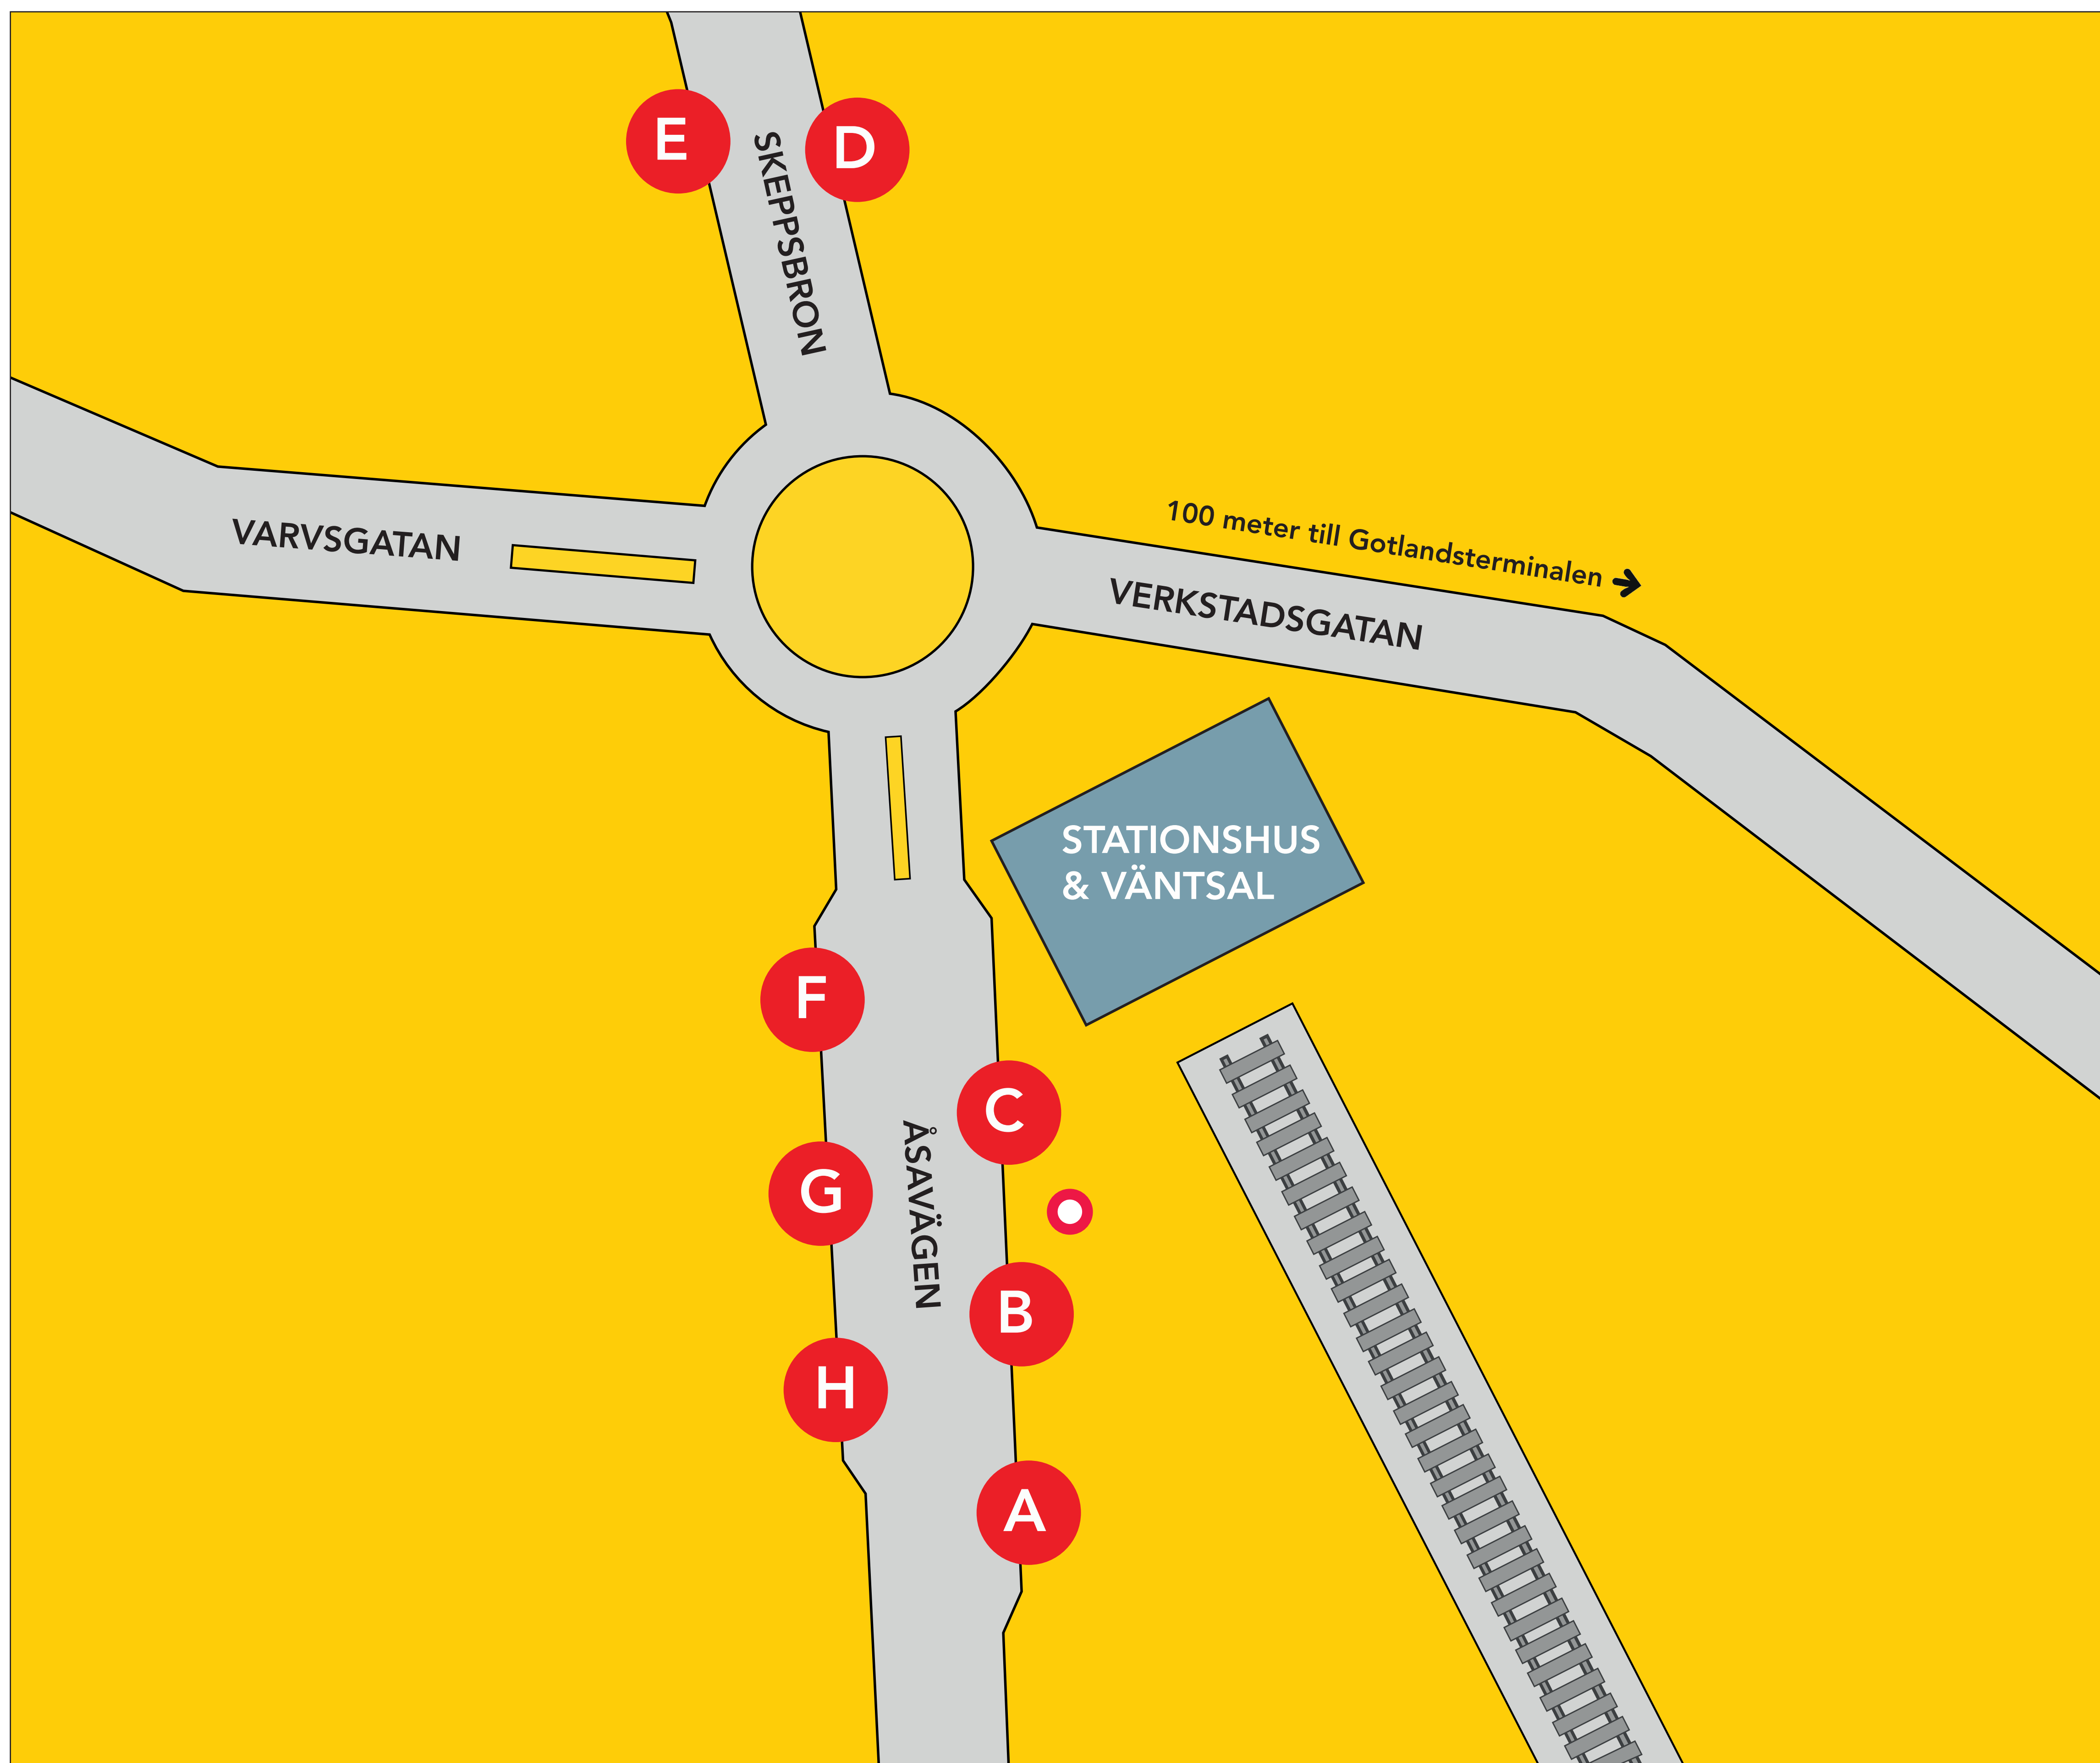 E
D
SKEPPSBRON
100 meter till Gotlandsterminalen
VARVSGATAN
VERKSTADSGATAN
STATIONSHUS
& VÄNTSAL
F
C
G
ÅSAVÄGEN
B
H
A